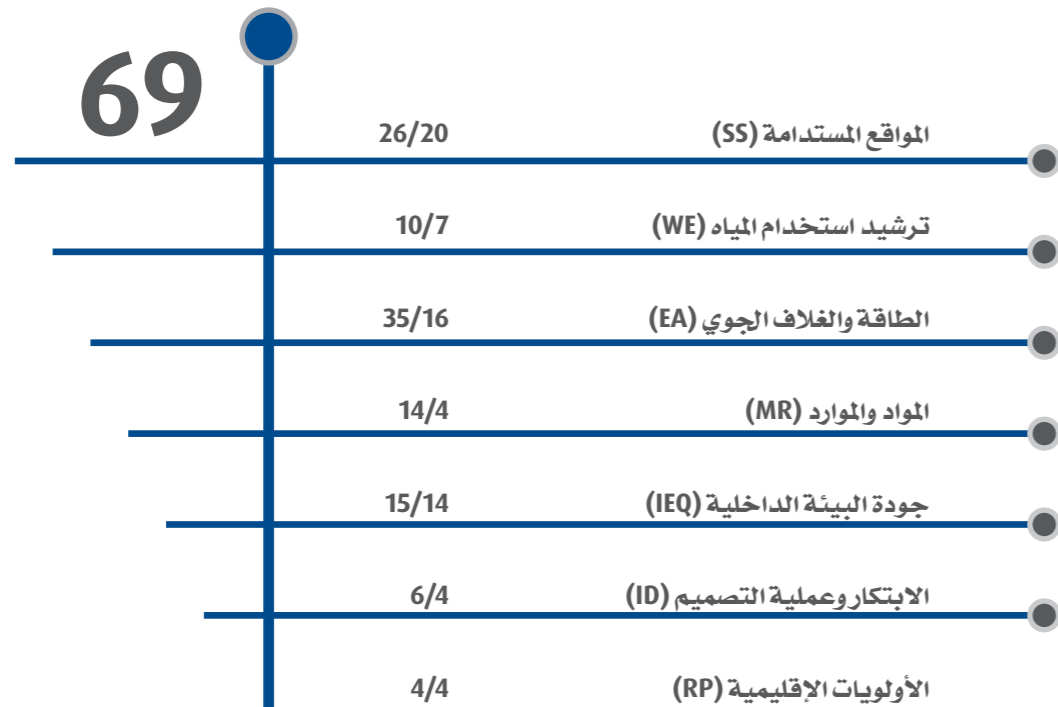 69
المواقع المستدامة (SS) 26/20
ترشيد استخدام المياه (WE) 10/7
الطاقة والغلاف الجوي (EA) 35/16
المواد والموارد (MR) 14/4
جودة البيئة الداخلية (IEQ) 15/14
الابتكار وعملية التصميم (ID) 6/4
الأولويات الإقليمية (RP) 4/4